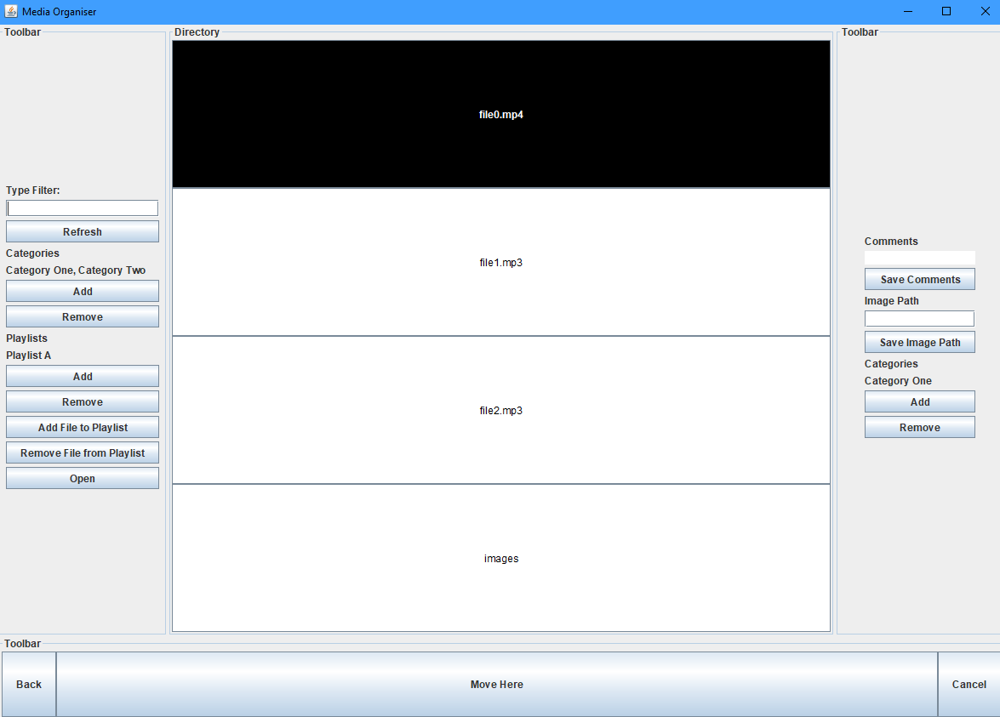 Media Organiser
Toolbar
Type Filter:
Refresh
Categories
Category One, Category Two
Add
Remove
Playlists
Playlist A
Add
Remove
Add File to Playlist
Remove File from Playlist
Open
Directory
file0.mp4
file1.mp3
file2.mp3
images
Toolbar
Comments
Save Comments
Image Path
Save Image Path
Categories
Category One
Add
Remove
Toolbar
Back
Move Here
Cancel